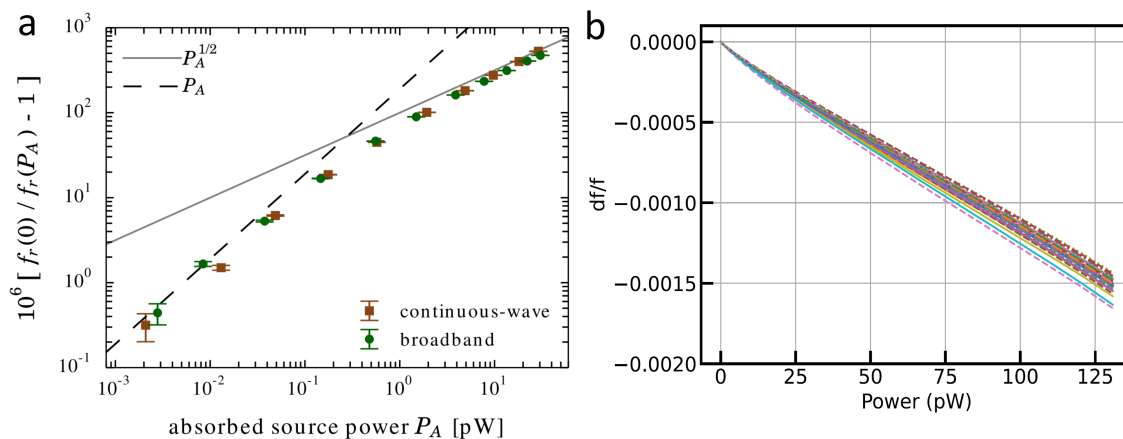 a
10^3
10^2
10^1
10^0
10^-1
10^6 [ f_r(0) / f_r(P_A) - 1 ]
P_A^1/2
P_A
continuous-wave
broadband
10^-3 10^-2 10^-1 10^0 10^1
absorbed source power P_A [pW]
b
0.0000
−0.0005
−0.0010
−0.0015
−0.0020
df/f
0 25 50 75 100 125
Power (pW)